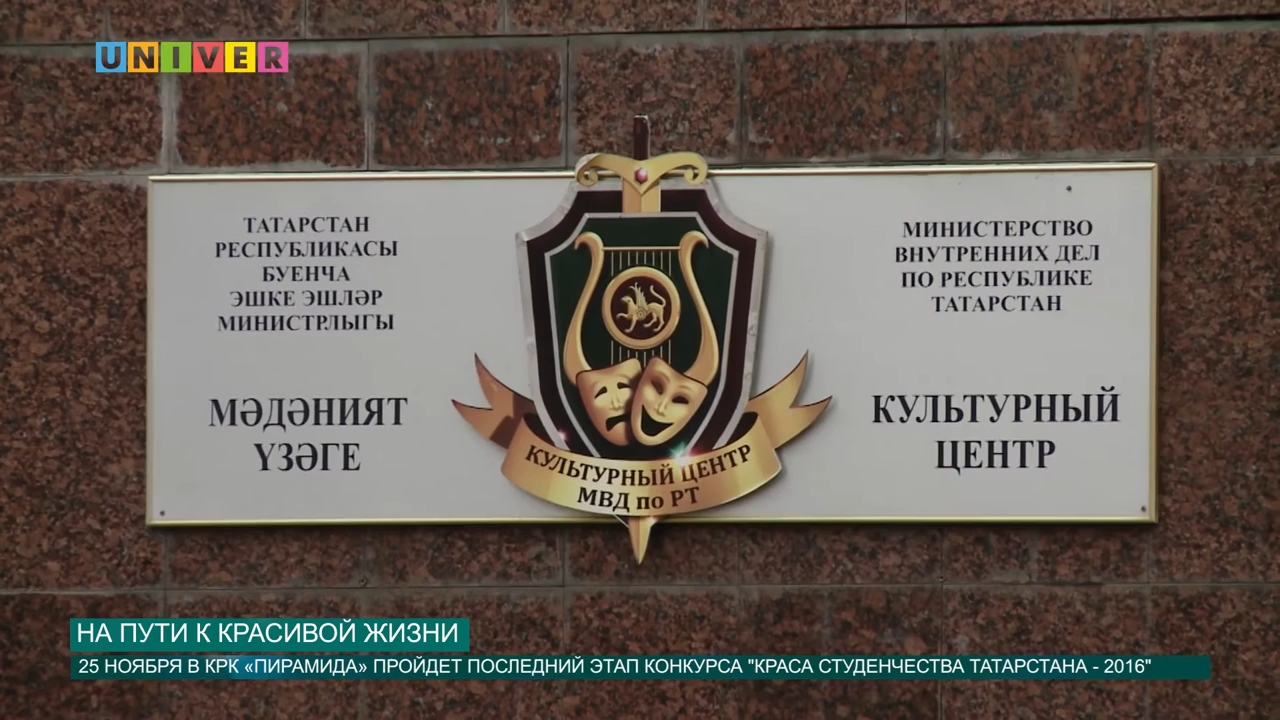 UNIVER
ТАТАРСТАН
РЕСПУБЛИКАСЫ
БУЕНЧА
ЭШКЕ ЭШЛӘР
МИНИСТРЛЫГЫ
МӘДӘНИЯТ
ҮЗӘГЕ
КУЛЬТУРНЫЙ ЦЕНТР
МВД по РТ
МИНИСТЕРСТВО
ВНУТРЕННИХ ДЕЛ
ПО РЕСПУБЛИКЕ
ТАТАРСТАН
КУЛЬТУРНЫЙ
ЦЕНТР
НА ПУТИ К КРАСИВОЙ ЖИЗНИ
25 НОЯБРЯ В КРК «ПИРАМИДА» ПРОЙДЕТ ПОСЛЕДНИЙ ЭТАП КОНКУРСА "КРАСА СТУДЕНЧЕСТВА ТАТАРСТАНА - 2016"